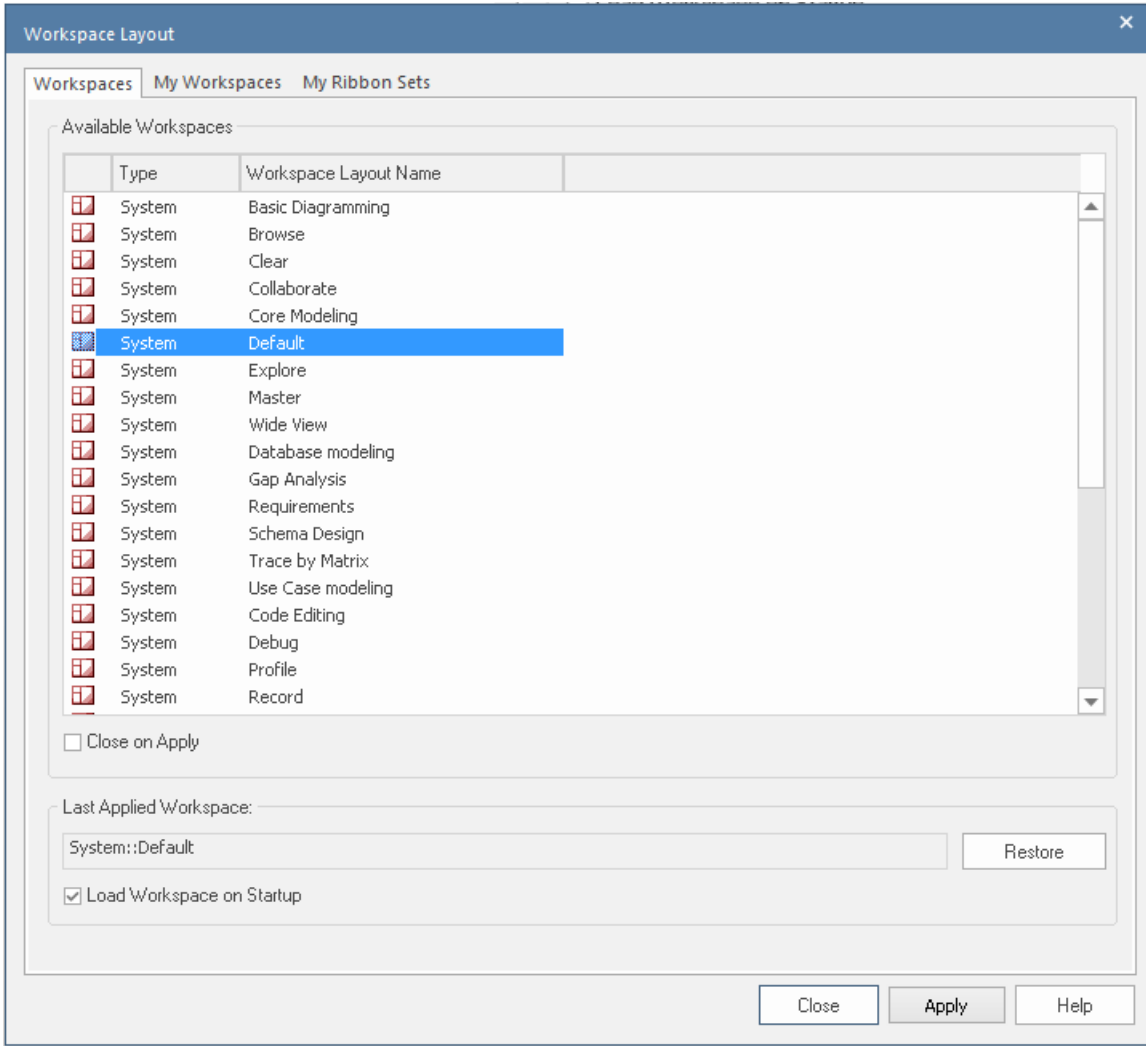 Workspace Layout
Workspaces My Workspaces My Ribbon Sets
Available Workspaces
Type Workspace Layout Name
System Basic Diagramming
System Browse
System Clear
System Collaborate
System Core Modeling
System Default
System Explore
System Master
System Wide View
System Database modeling
System Gap Analysis
System Requirements
System Schema Design
System Trace by Matrix
System Use Case modeling
System Code Editing
System Debug
System Profile
System Record
Close on Apply
Last Applied Workspace:
System::Default
Restore
Load Workspace on Startup
Close Apply Help